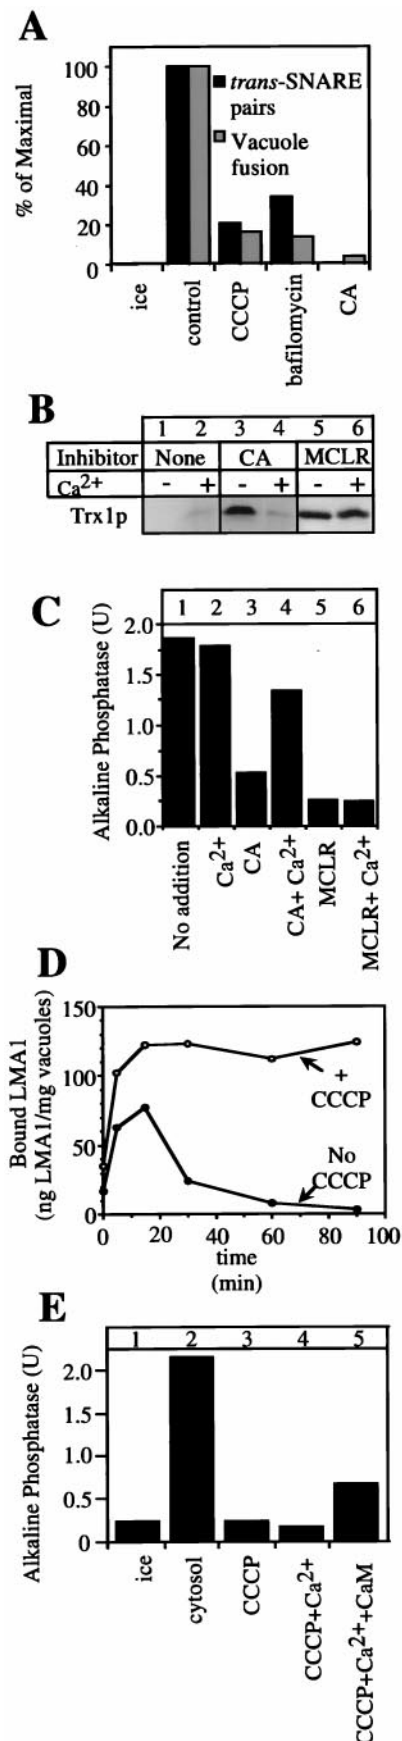 A
% of Maximal
100
80
60
40
20
0
trans-SNARE
pairs
Vacuole
fusion
ice
control
CCCP
bafilomycin
CA
B
1 2 3 4 5 6
Inhibitor None CA MCLR
Ca2+ - + - + - +
Trx1p
C
Alkaline Phosphatase (U)
1 2 3 4 5 6
2.0
1.5
1.0
0.5
0.0
No addition
Ca2+
CA
CA+ Ca2+
MCLR
MCLR+ Ca2+
D
Bound LMA1
(ng LMA1/mg vacuoles)
150
100
50
0
+
CCCP
No
CCCP
0 20 40 60 80 100
time
(min)
E
Alkaline Phosphatase (U)
1 2 3 4 5
2.0
1.5
1.0
0.5
0
ice
cytosol
CCCP
CCCP+Ca2+
CCCP+Ca2++CaM